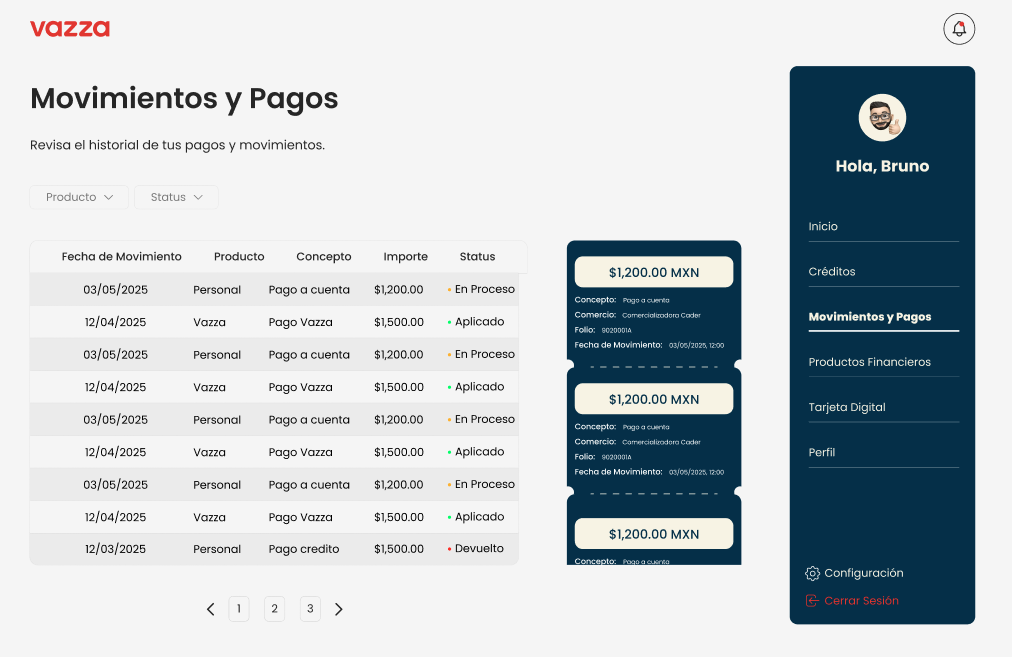 vazza
Movimientos y Pagos
Revisa el historial de tus pagos y movimientos.
Producto Status
Fecha de Movimiento Producto Concepto Importe Status
03/05/2025 Personal Pago a cuenta $1,200.00 En Proceso
12/04/2025 Vazza Pago Vazza $1,500.00 Aplicado
03/05/2025 Personal Pago a cuenta $1,200.00 En Proceso
12/04/2025 Vazza Pago Vazza $1,500.00 Aplicado
03/05/2025 Personal Pago a cuenta $1,200.00 En Proceso
12/04/2025 Vazza Pago Vazza $1,500.00 Aplicado
03/05/2025 Personal Pago a cuenta $1,200.00 En Proceso
12/04/2025 Vazza Pago Vazza $1,500.00 Aplicado
12/03/2025 Personal Pago credito $1,500.00 Devuelto
1 2 3
$1,200.00 MXN
Concepto: Pago a cuenta
Comercio: Comercializadora Cader
Folio: 9020001A
Fecha de Movimiento: 03/05/2025, 12:00
$1,200.00 MXN
Concepto: Pago a cuenta
Comercio: Comercializadora Cader
Folio: 9020001A
Fecha de Movimiento: 03/05/2025, 12:00
$1,200.00 MXN
Concepto: Pago a cuenta
Hola, Bruno
Inicio
Créditos
Movimientos y Pagos
Productos Financieros
Tarjeta Digital
Perfil
Configuración
Cerrar Sesión